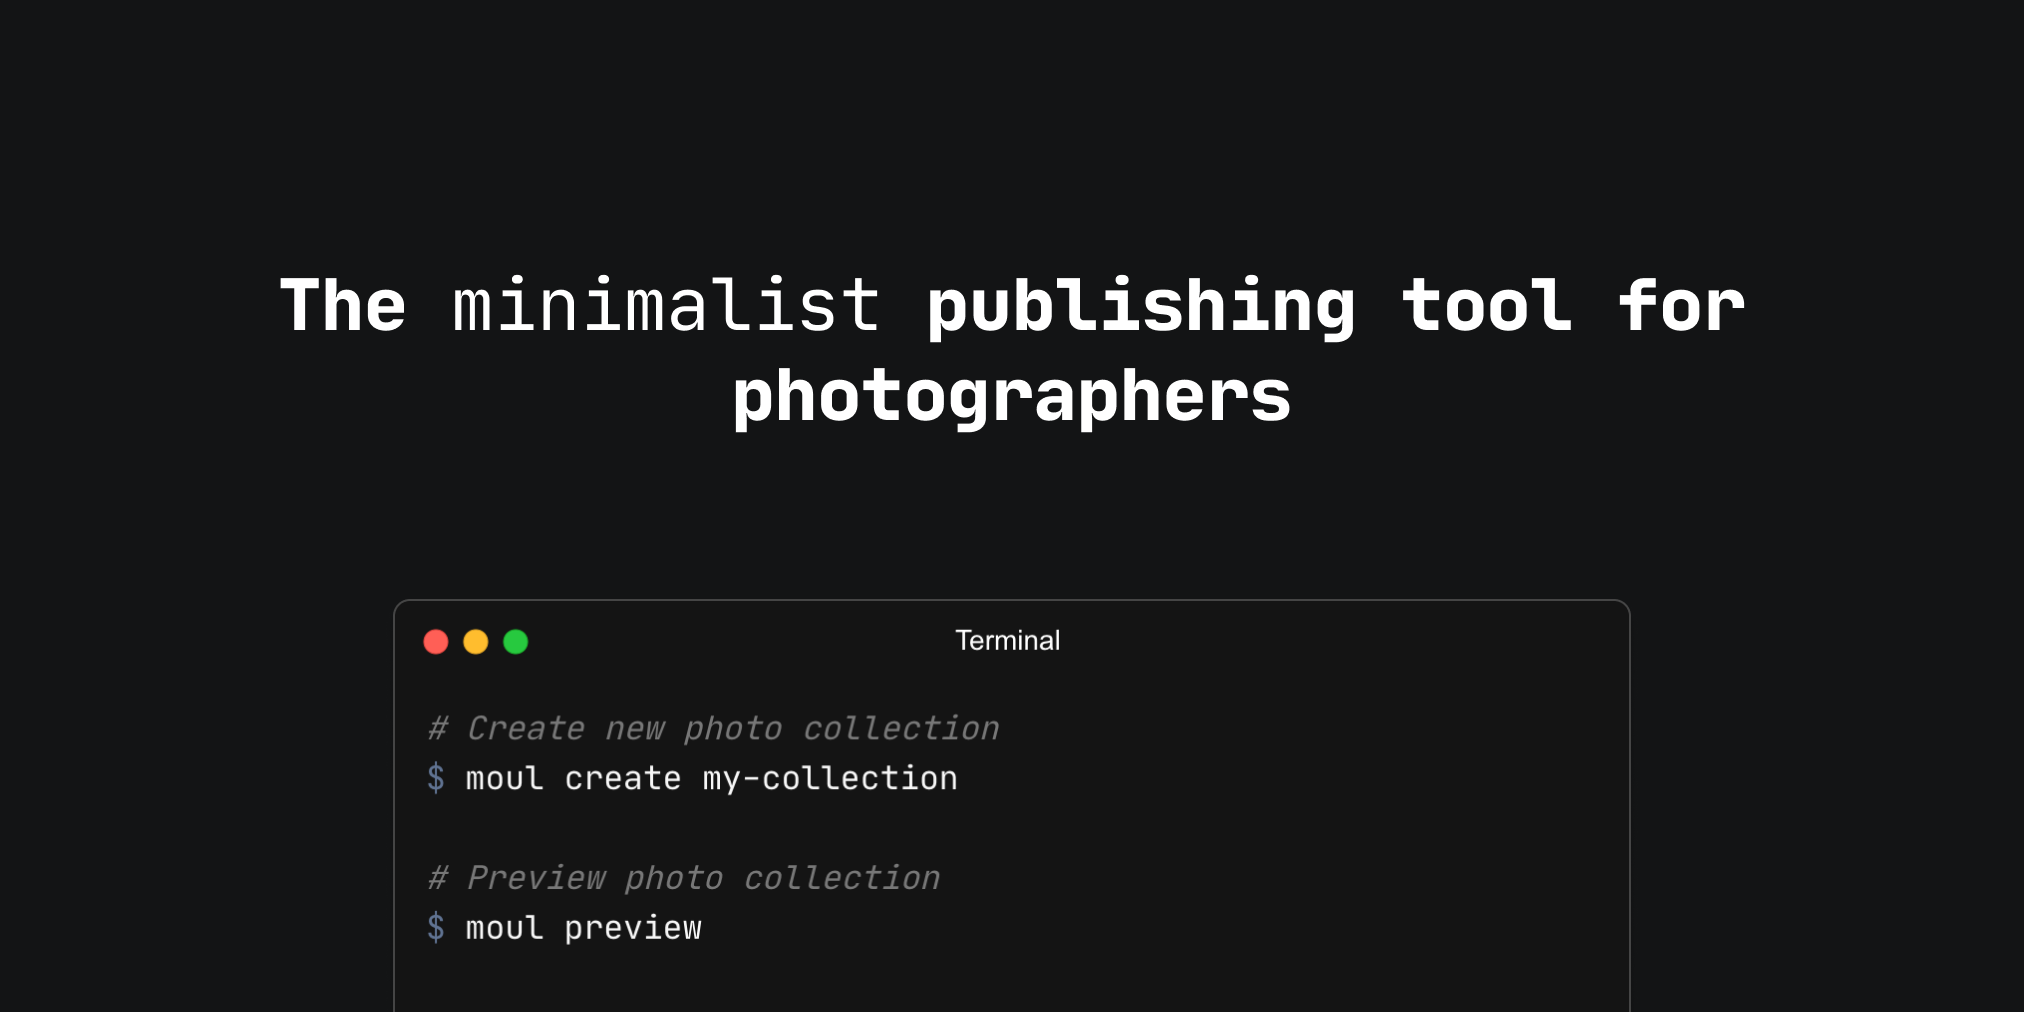 The minimalist publishing tool for
photographers
Terminal
# Create new photo collection
$ moul create my-collection
# Preview photo collection
$ moul preview